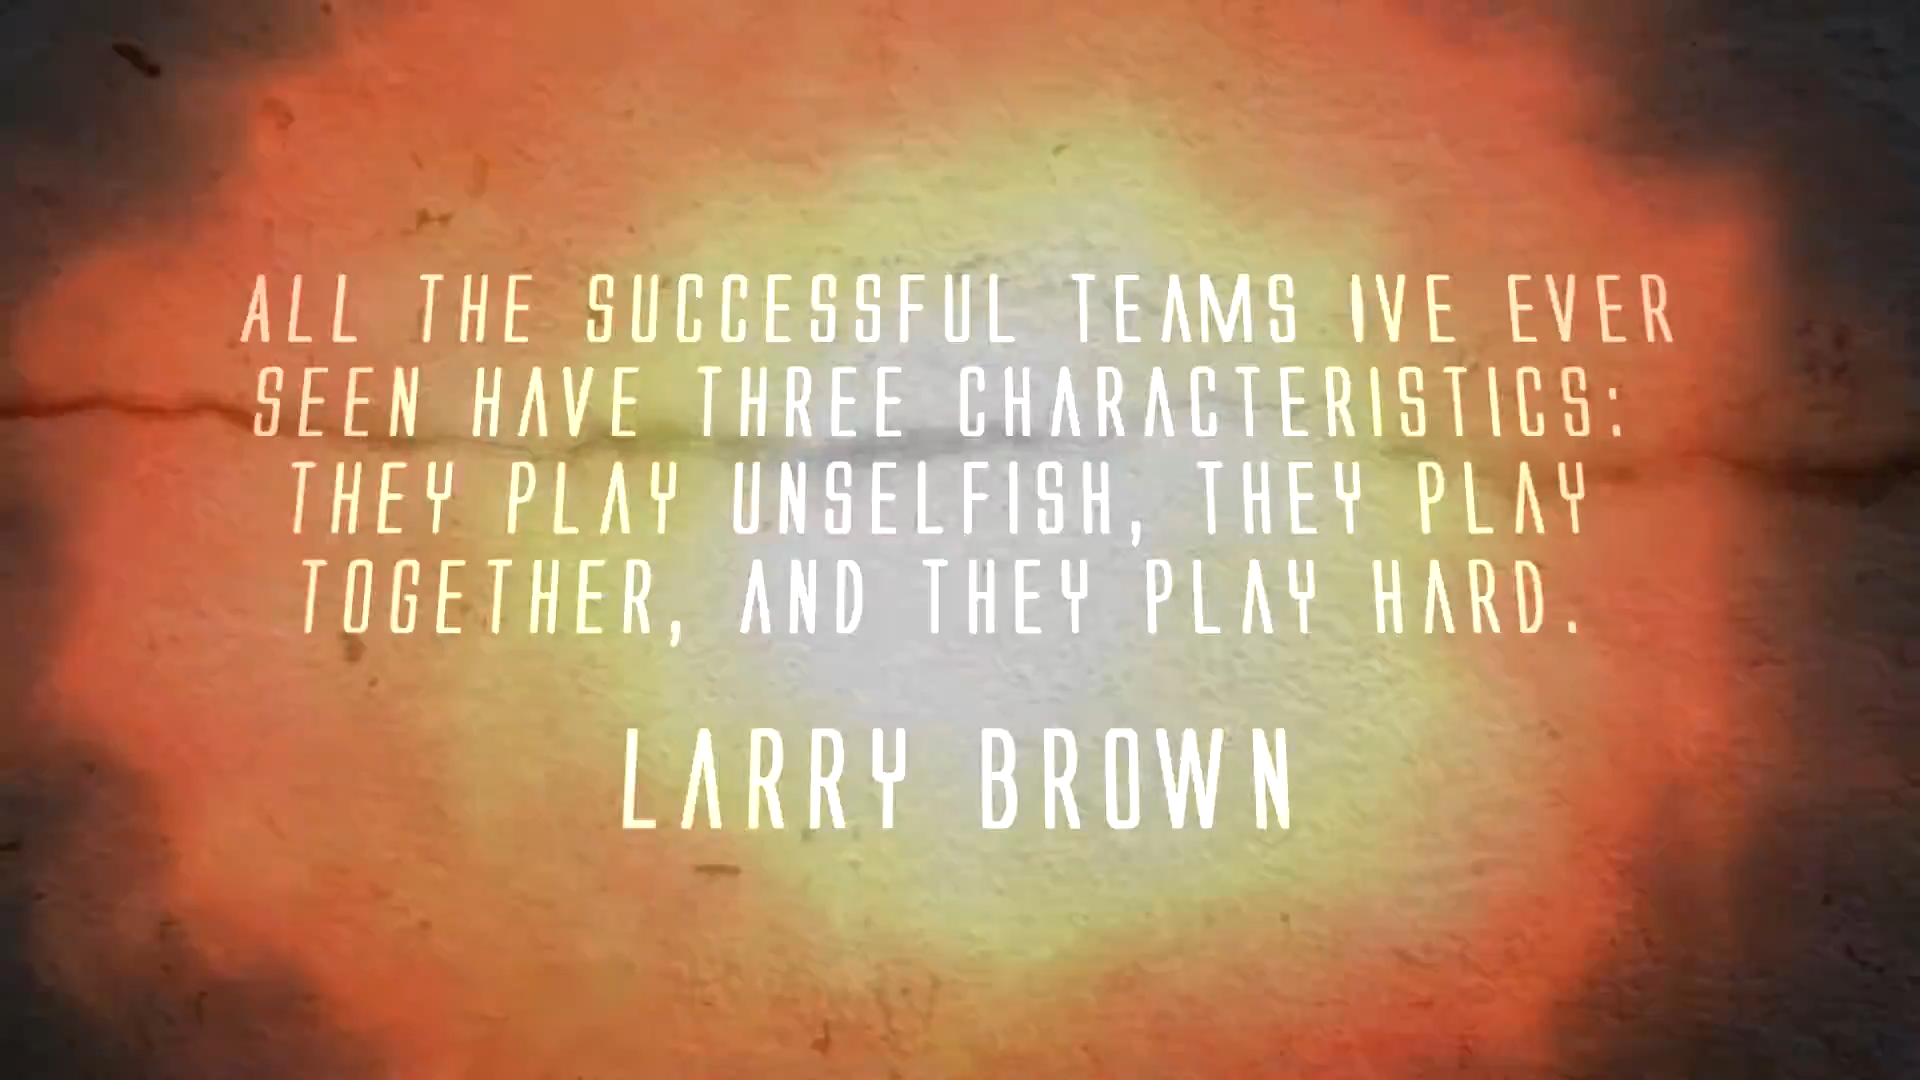 ALL THE SUCCESSFUL TEAMS IVE EVER
SEEN HAVE THREE CHARACTERISTICS:
THEY PLAY UNSELFISH, THEY PLAY
TOGETHER, AND THEY PLAY HARD.
LARRY BROWN